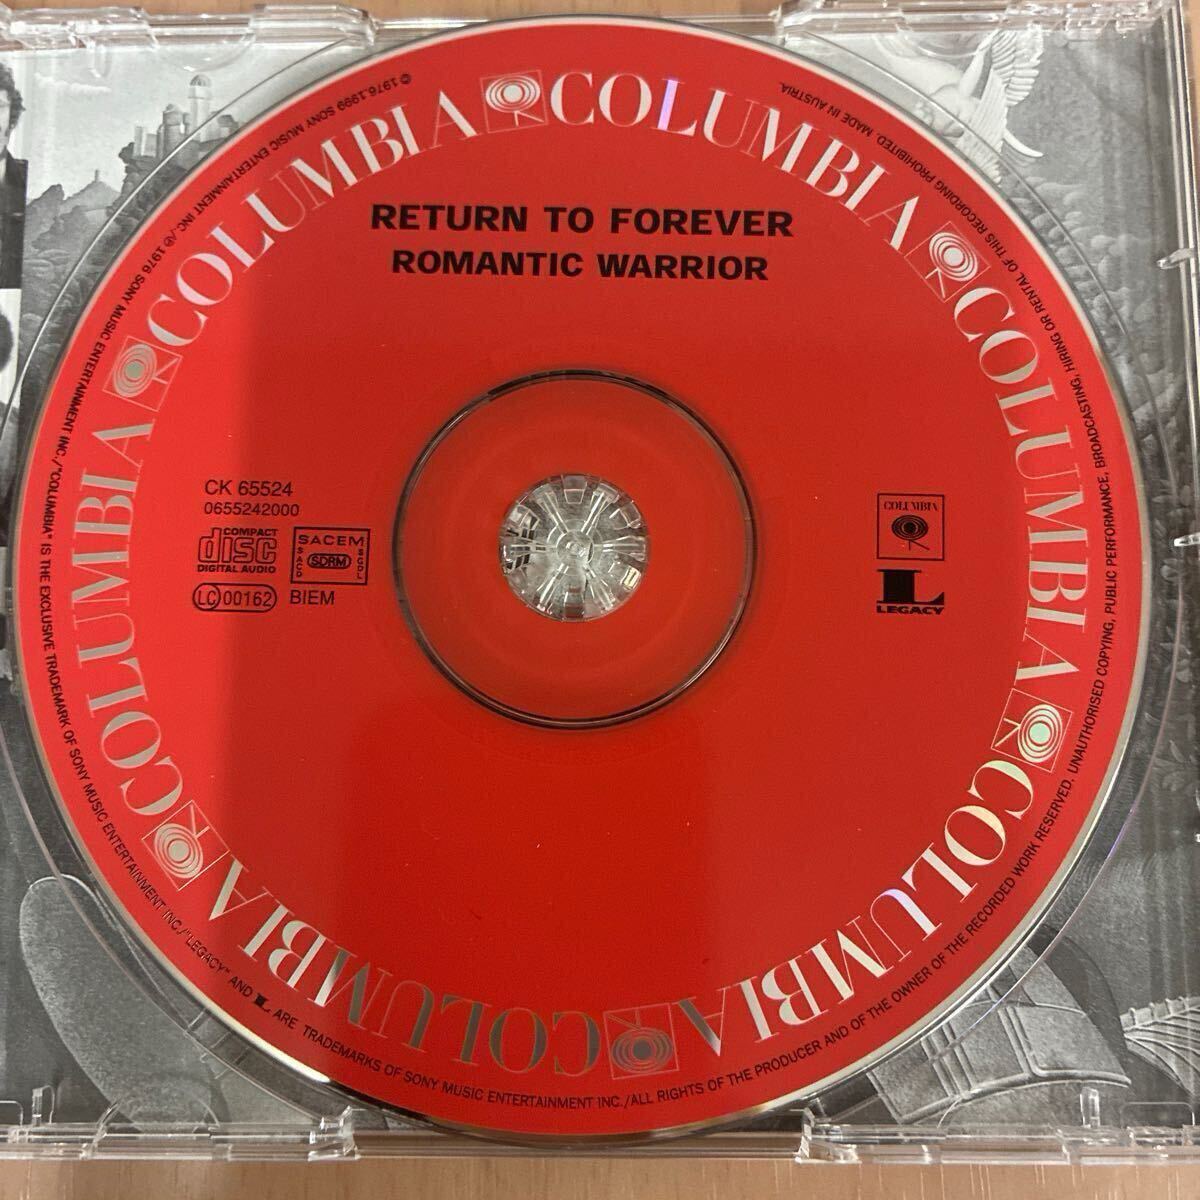 RETURN TO FOREVER
ROMANTIC WARRIOR
CK 65524
0655242000
COMPACT
disc
DIGITAL AUDIO
SACEM
SACD
SDRM
SGDL
LC 00162
BIEM
COLUMBIA
L
LEGACY
COLUMBIA COLUMBIA COLUMBIA COLUMBIA COLUMBIA COLUMBIA COLUMBIA
© 1976,1999 SONY MUSIC ENTERTAINMENT INC./℗ 1976 SONY MUSIC ENTERTAINMENT INC./"COLUMBIA" IS THE EXCLUSIVE TRADEMARK OF SONY MUSIC ENTERTAINMENT INC./"LEGACY" AND L ARE TRADEMARKS OF SONY MUSIC ENTERTAINMENT INC./ALL RIGHTS OF THE PRODUCER AND OF THE OWNER OF THE RECORDED WORK RESERVED. UNAUTHORISED COPYING, PUBLIC PERFORMANCE, BROADCASTING, HIRING OR RENTAL OF THIS RECORDING PROHIBITED. MADE IN AUSTRIA.